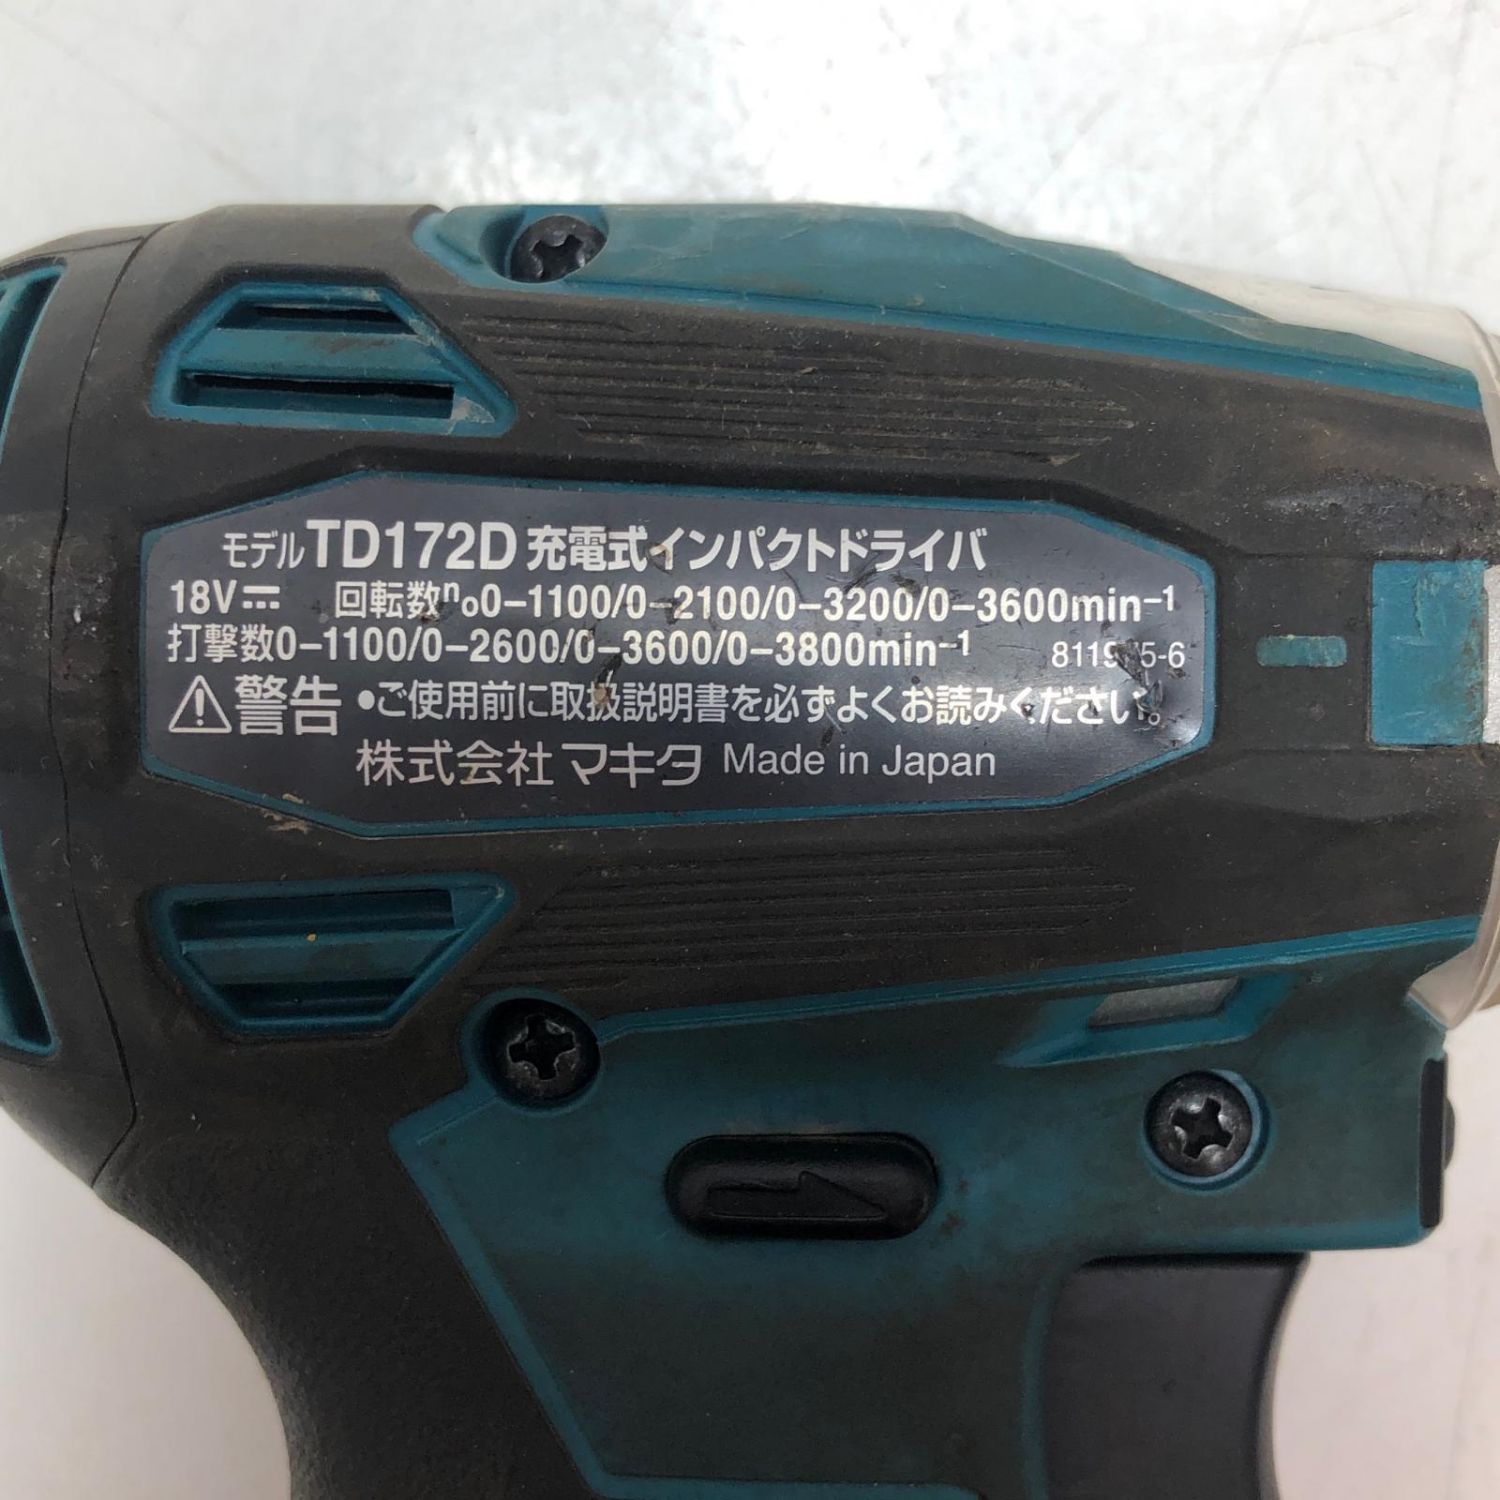 モデルTD172D 充電式インパクトドライバ
18V⎓ 回転数n₀0-1100/0-2100/0-3200/0-3600min⁻¹
打撃数0-1100/0-2600/0-3600/0-3800min⁻¹
⚠警告 •ご使用前に取扱説明書を必ずよくお読みください。
株式会社マキタ Made in Japan